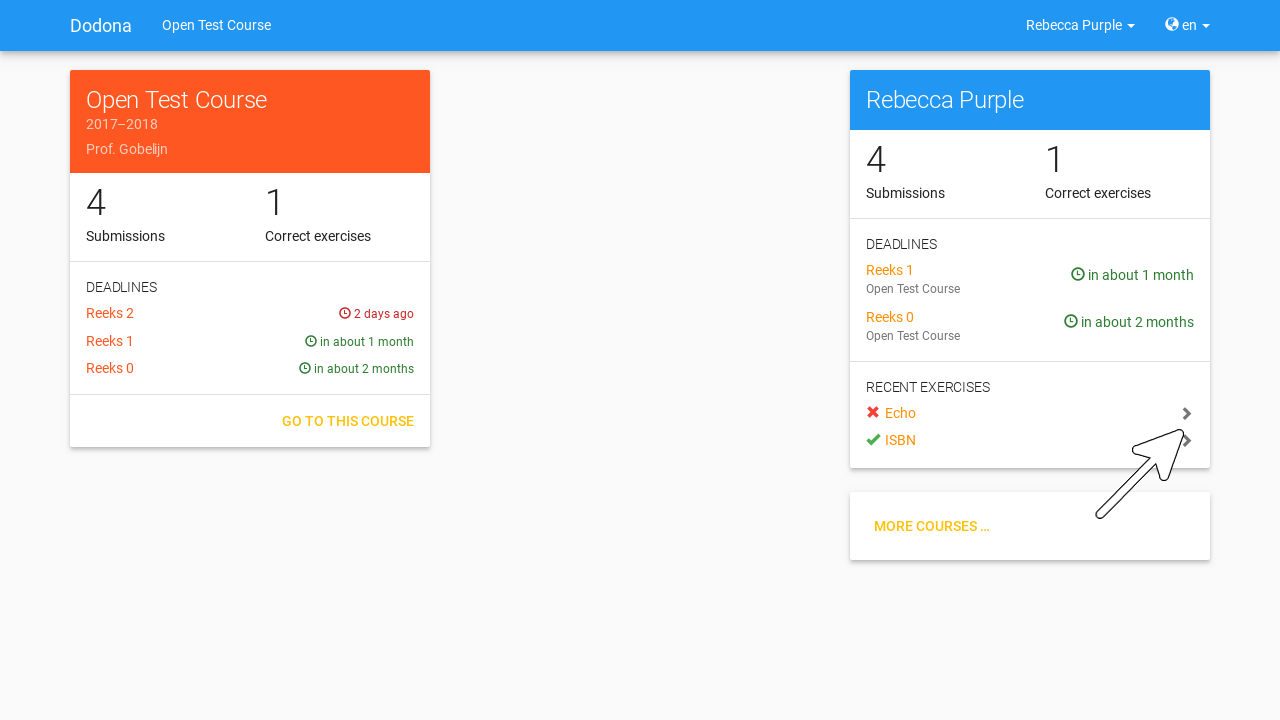 Dodona
Open Test Course
Rebecca Purple
en
Open Test Course
2017–2018
Prof. Gobelijn
4
1
Submissions
Correct exercises
DEADLINES
Reeks 2
2 days ago
Reeks 1
in about 1 month
Reeks 0
in about 2 months
GO TO THIS COURSE
Rebecca Purple
4
1
Submissions
Correct exercises
DEADLINES
Reeks 1
Open Test Course
in about 1 month
Reeks 0
Open Test Course
in about 2 months
RECENT EXERCISES
Echo
ISBN
MORE COURSES ...